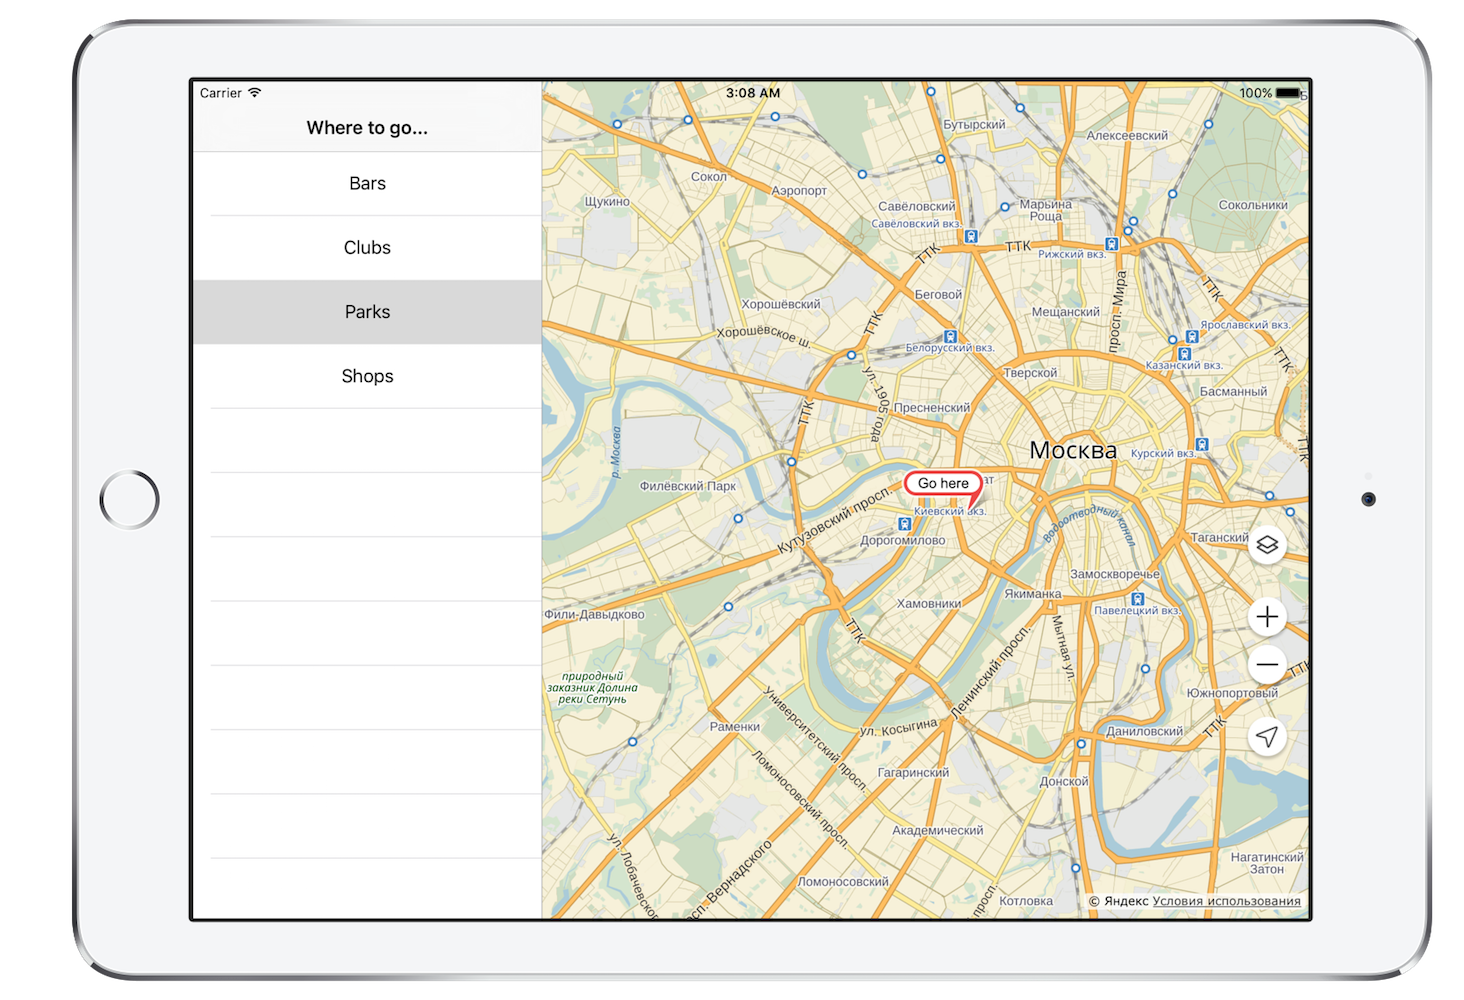 Carrier
3:08 AM
100%
Where to go...
Bars
Clubs
Parks
Shops
Б
Бутырский
Алексеевский
Сокол
Аэропорт
Щукино
Савёловский
Савёловский вкз.
Марьина
Роща
Сокольники
ТТК
ТТК
Рижский вкз.
просп. Мира
ТТК
Беговой
Хорошёвский
Мещанский
ТТК
Хорошёвское ш.
Ярославский вкз.
Белорусский вкз.
Казанский вкз.
ТТК
Тверской
ул. 1905 года
Басманный
Пресненский
ТТК
р. Москва
Москва
Курский вкз.
ТТК
Go here
ат
Филёвский Парк
Киевский вкз.
Кутузовский просп.
Дорогомилово
Водоотводный канал
Таганский
Замоскворечье
Якиманка
Хамовники
Павелецкий вкз.
Фили-Давыдково
ТТК
Мытная ул.
Ленинский просп.
природный
заказник Долина
реки Сетунь
ТТК
Южнопортовый
Университетский просп.
Раменки
ул. Косыгина
ТТК
Даниловский
Ломоносовский просп.
Гагаринский
Донской
Академический
ул. Лобачевског
Нагатинский
Затон
сп. Вернадского
Ломоносовский
просп.
Котловка
© Яндекс Условия использования